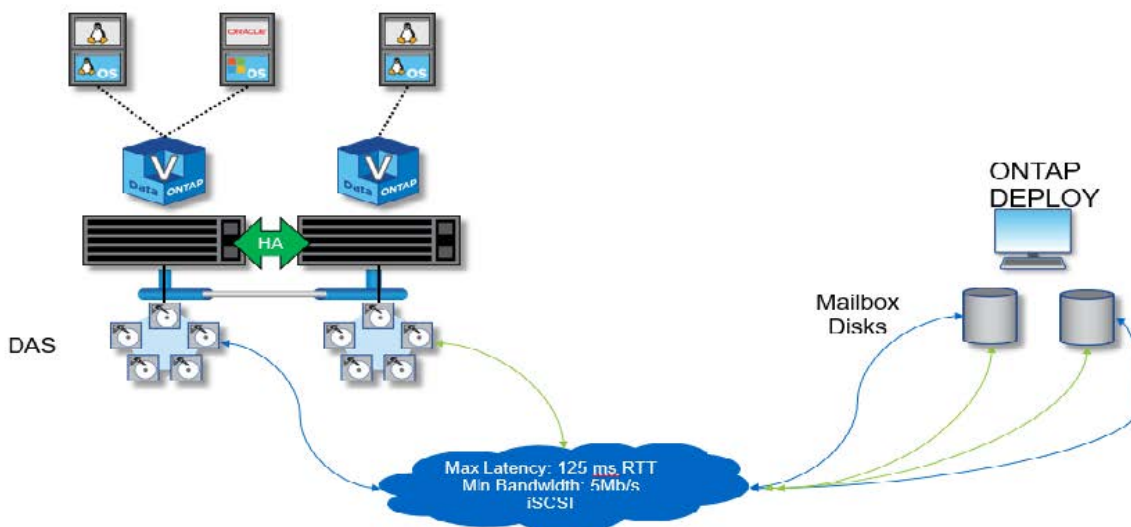 ORACLE
OS
OS
OS
V
Data ONTAP
V
Data ONTAP
HA
ONTAP
DEPLOY
Mailbox
Disks
DAS
Max Latency: 125 ms RTT
Min Bandwidth: 5Mb/s
iSCSI